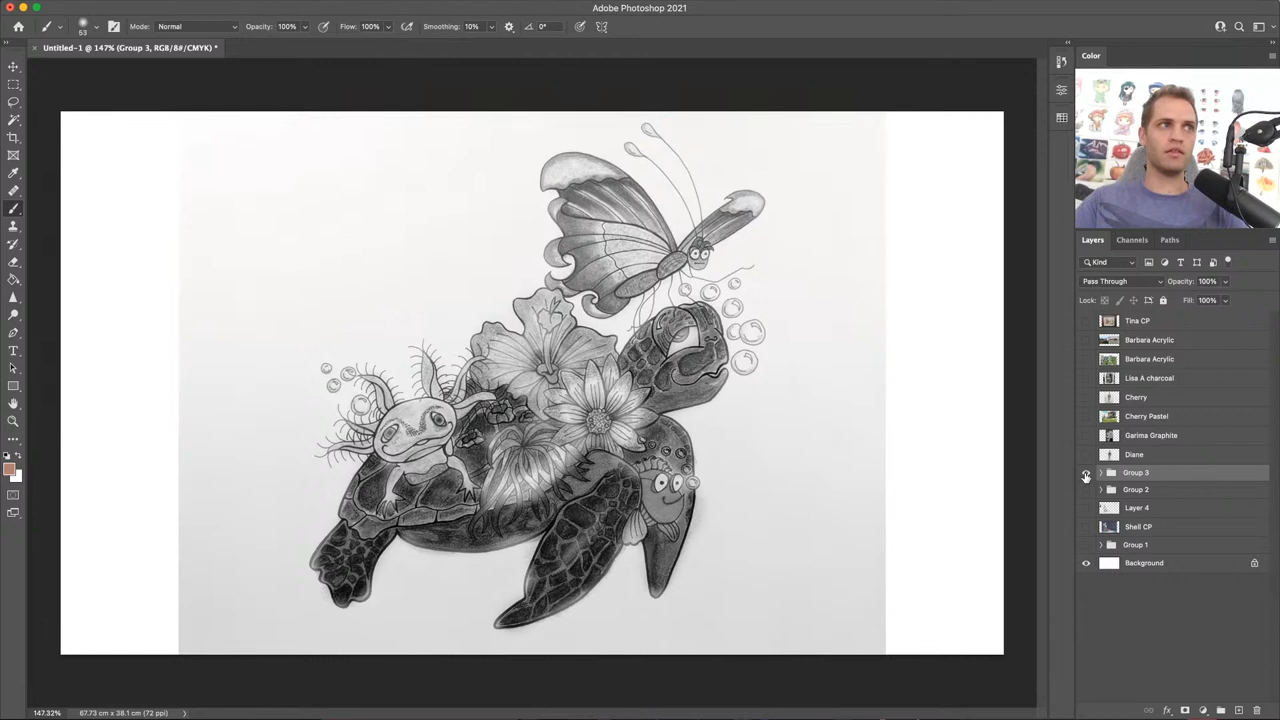 Adobe Photoshop 2021
Mode: Normal Opacity: 100% Flow: 100% Smoothing: 10% 0°
53
Untitled-1 @ 147% (Group 3, RGB/8#/CMYK) *
Color
Layers Channels Paths
Kind
Pass Through Opacity: 100%
Lock: Fill: 100%
Tina CP
Barbara Acrylic
Barbara Acrylic
Lisa A charcoal
Cherry
Cherry Pastel
Garima Graphite
Diane
Group 3
Group 2
Layer 4
Shell CP
Group 1
Background
147.32% 67.73 cm x 38.1 cm (72 ppi)